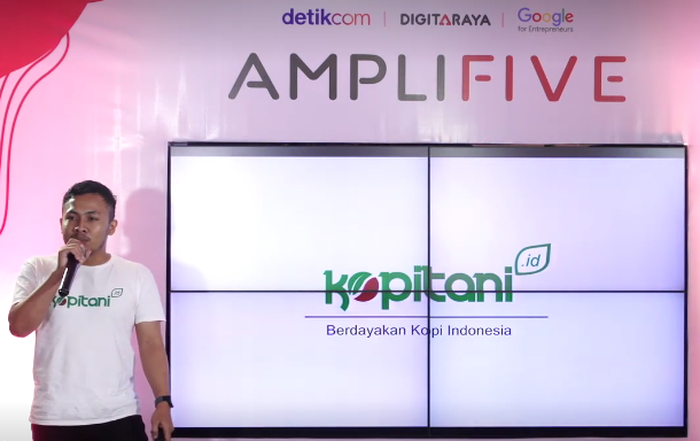 detikcom | DIGITARAYA | Google
for Entrepreneurs
AMPLIFIVE
kopitani .id
Berdayakan Kopi Indonesia
kopitani .id